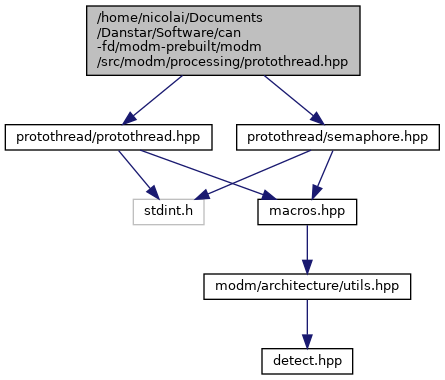 /home/nicolai/Documents
/Danstar/Software/can
-fd/modm-prebuilt/modm
/src/modm/processing/protothread.hpp
protothread/protothread.hpp
protothread/semaphore.hpp
stdint.h
macros.hpp
modm/architecture/utils.hpp
detect.hpp